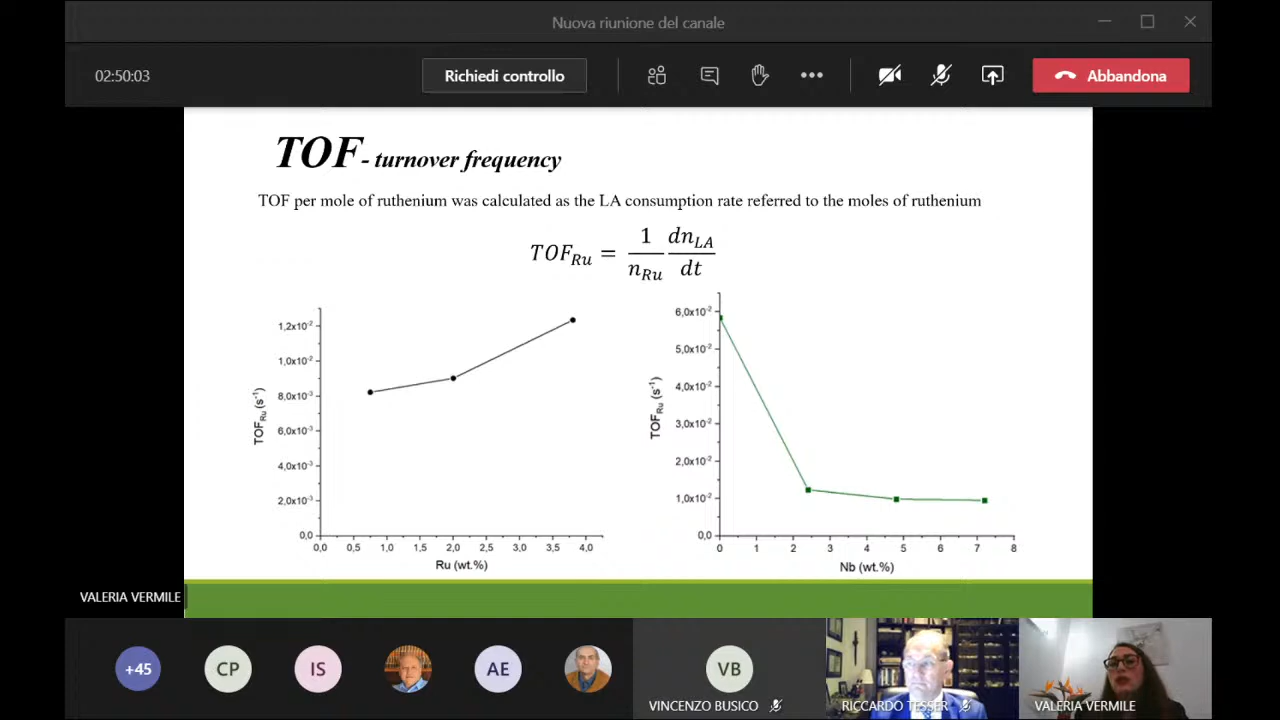 Nuova riunione del canale
02:50:03
Richiedi controllo
Abbandona
TOF- turnover frequency
TOF per mole of ruthenium was calculated as the LA consumption rate referred to the moles of ruthenium
TOF_Ru = 1/n_Ru dn_LA/dt
1,2x10⁻²
1,0x10⁻²
8,0x10⁻³
6,0x10⁻³
4,0x10⁻³
2,0x10⁻³
0,0
TOF_Ru (s⁻¹)
0,0 0,5 1,0 1,5 2,0 2,5 3,0 3,5 4,0
Ru (wt.%)
6,0x10⁻²
5,0x10⁻²
4,0x10⁻²
3,0x10⁻²
2,0x10⁻²
1,0x10⁻²
0,0
TOF_Ru (s⁻¹)
0 1 2 3 4 5 6 7 8
Nb (wt.%)
VALERIA VERMILE
+45
CP
IS
AE
VB
VINCENZO BUSICO
RICCARDO TESSER
VALERIA VERMILE